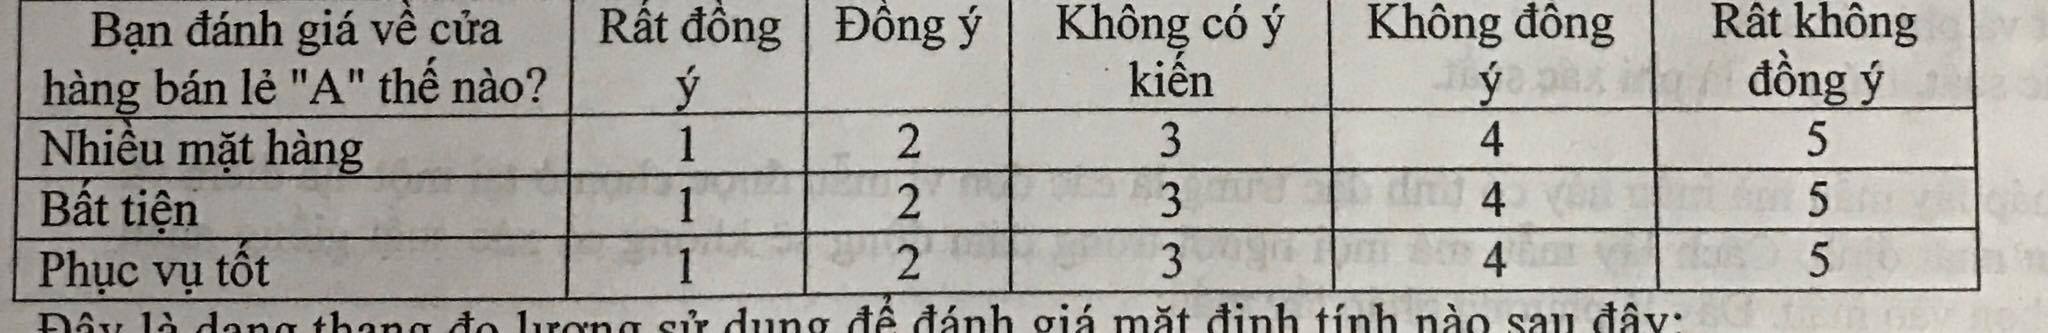 Bạn đánh giá về cửa hàng bán lẻ "A" thế nào? Rất đồng ý Đồng ý Không có ý kiến Không đồng ý Rất không đồng ý
Nhiều mặt hàng 1 2 3 4 5
Bất tiện 1 2 3 4 5
Phục vụ tốt 1 2 3 4 5
Đây là dạng thang đo lượng sử dụng để đánh giá mặt định tính nào sau đây: